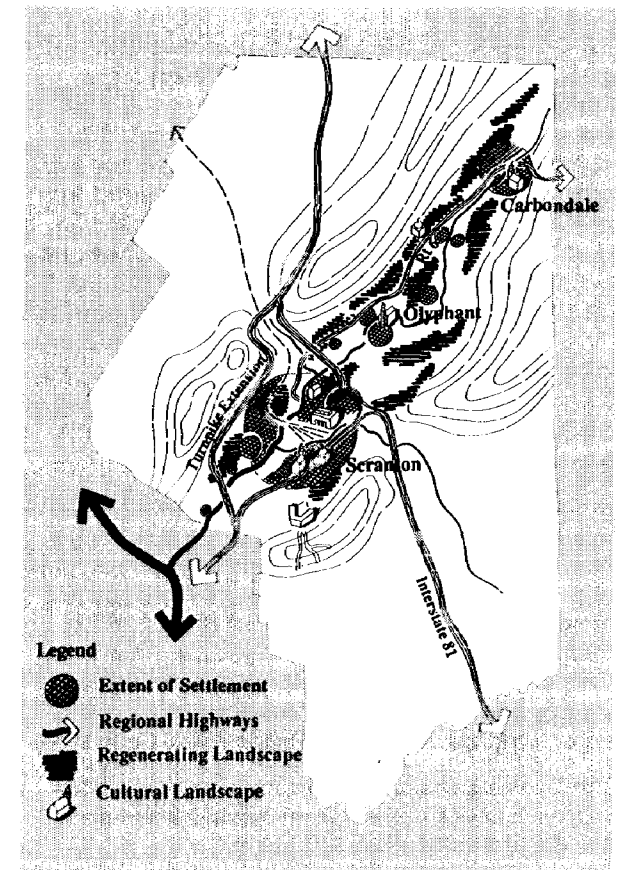 Carbondale
Olyphant
Turnpike Extension
Scranton
Interstate 81
Legend
Extent of Settlement
Regional Highways
Regenerating Landscape
Cultural Landscape